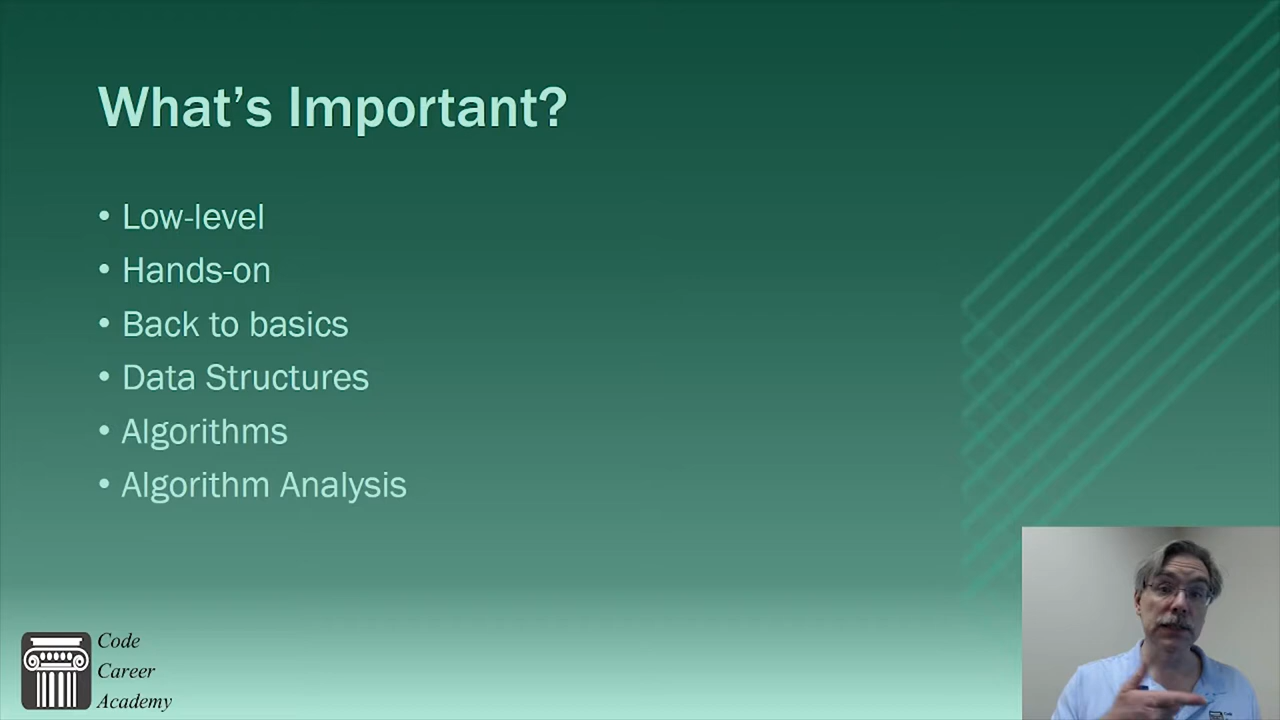 What's Important?
• Low-level
• Hands-on
• Back to basics
• Data Structures
• Algorithms
• Algorithm Analysis
Code
Career
Academy